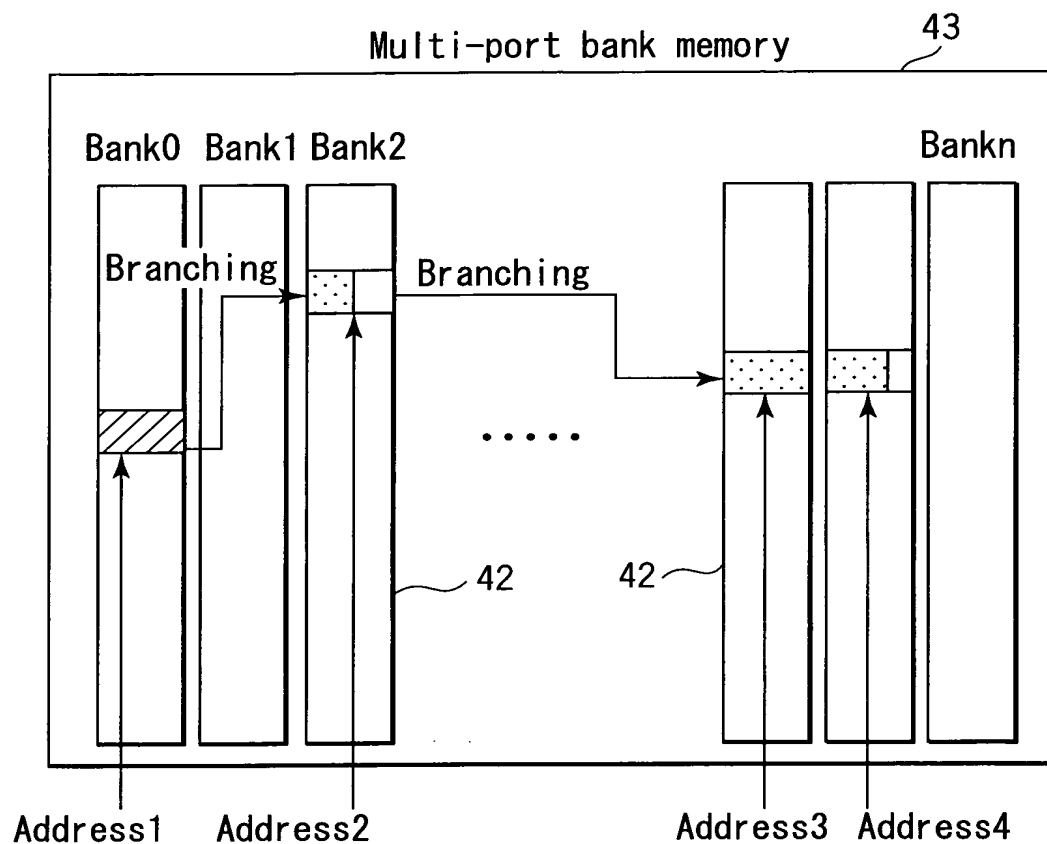 43
Multi-port bank memory
Bank0 Bank1 Bank2 Bankn
Branching Branching
42 42
Address1 Address2 Address3 Address4